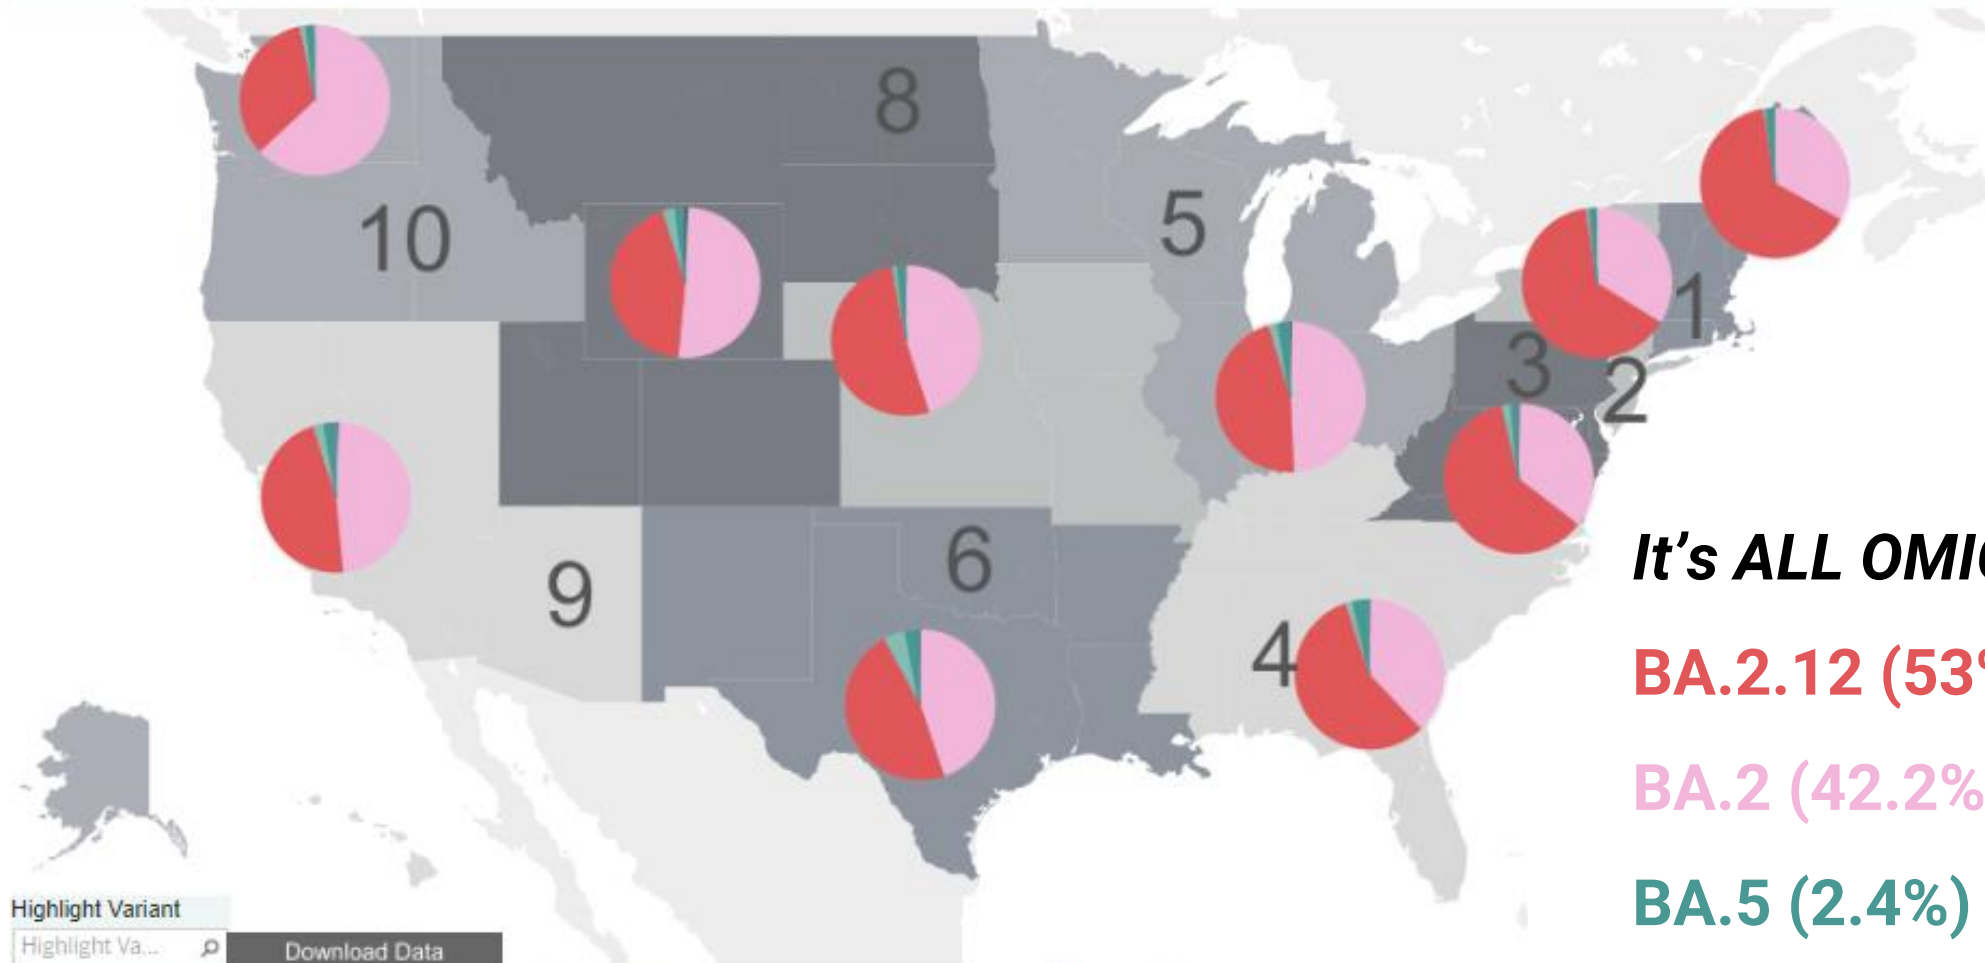 8
10
5
1
3
2
6
9
4
It's ALL OMI
BA.2.12 (53%
BA.2 (42.2%
BA.5 (2.4%)
Highlight Variant
Highlight Va...
Download Data